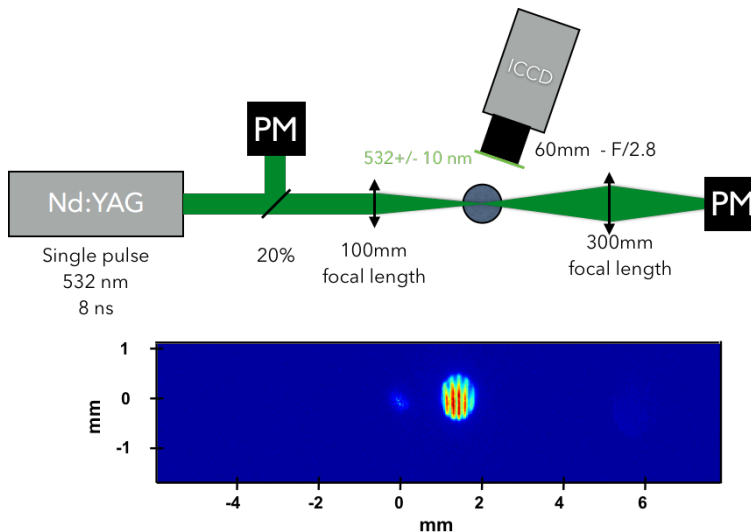 ICCD
PM
532+/- 10 nm
60mm - F/2.8
Nd:YAG
PM
Single pulse
532 nm
8 ns
20%
100mm
focal length
300mm
focal length
1
0
-1
mm
-4
-2
0
2
4
6
mm